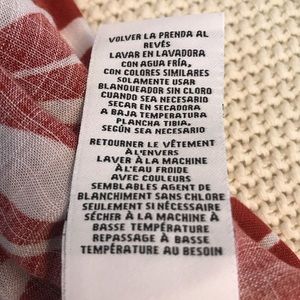 VOLVER LA PRENDA AL
REVÉS
LAVAR EN LAVADORA
CON AGUA FRÍA,
CON COLORES SIMILARES
SOLAMENTE USAR
BLANQUEADOR SIN CLORO
CUANDO SEA NECESARIO
SECAR EN SECADORA
A BAJA TEMPERATURA
PLANCHA TIBIA,
SEGÚN SEA NECESARIO
RETOURNER LE VÊTEMENT
À L'ENVERS
LAVER À LA MACHINE
À L'EAU FROIDE
AVEC COULEURS
SEMBLABLES AGENT DE
BLANCHIMENT SANS CHLORE
SEULEMENT SI NÉCESSAIRE
SÉCHER À LA MACHINE À
BASSE TEMPÉRATURE
REPASSAGE À BASSE
TEMPÉRATURE AU BESOIN